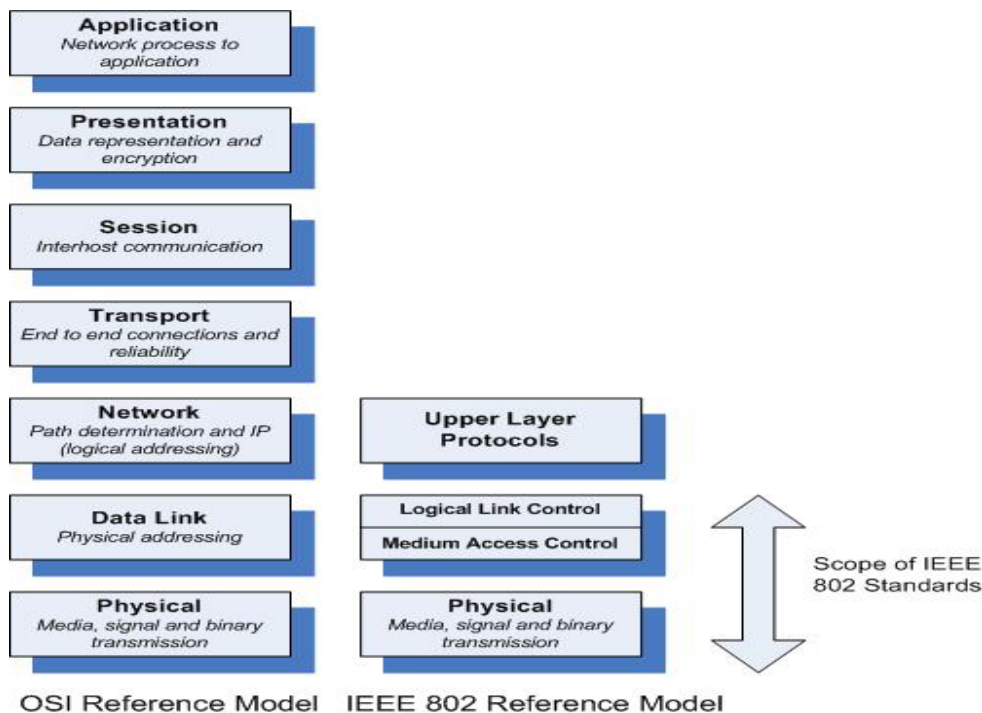 Application
Network process to
application
Presentation
Data representation and
encryption
Session
Interhost communication
Transport
End to end connections and
reliability
Network
Path determination and IP
(logical addressing)
Data Link
Physical addressing
Physical
Media, signal and binary
transmission
OSI Reference Model
Upper Layer
Protocols
Logical Link Control
Medium Access Control
Physical
Media, signal and binary
transmission
IEEE 802 Reference Model
Scope of IEEE
802 Standards